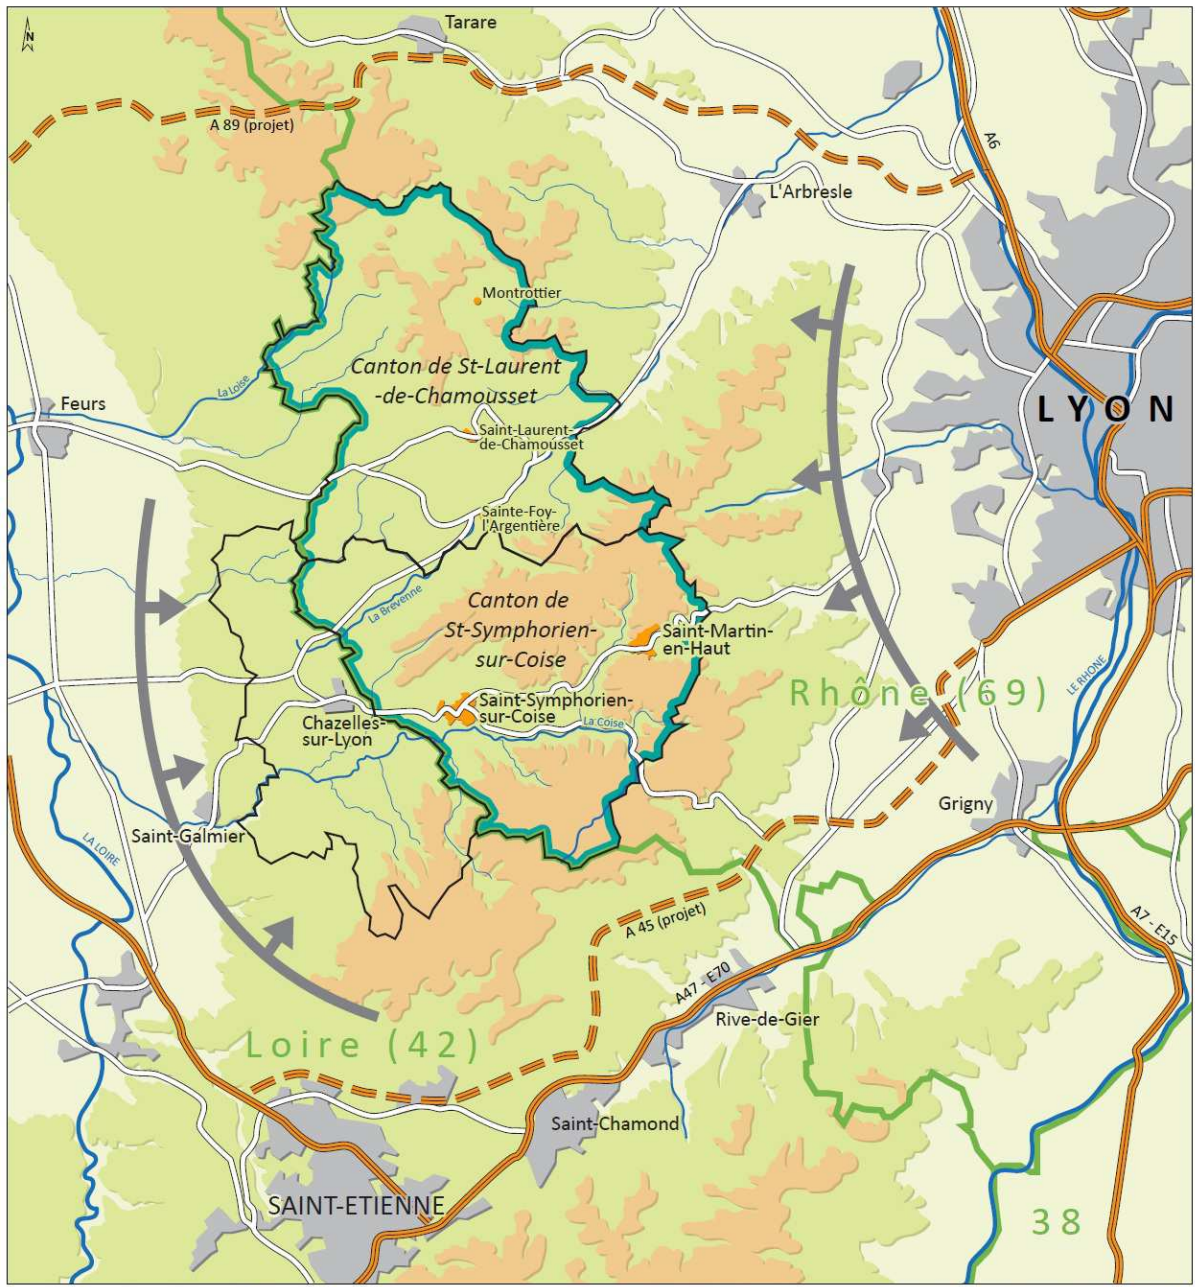 N
Tarare
A 89 (projet)
A6
L'Arbresle
Montrottier
Canton de St-Laurent
-de-Chamousset
La Loise
Feurs
LYON
Saint-Laurent-
de-Chamousset
Sainte-Foy-
l'Argentière
La Brevenne
Canton de
St-Symphorien-
sur-Coise
Saint-Martin-
en-Haut
Rhône (69)
LE RHONE
Saint-Symphorien-
sur-Coise
La Coise
Chazelles-
sur-Lyon
Grigny
Saint-Galmier
LA LOIRE
A 45 (projet)
A7 - E15
A47 - E70
Rive-de-Gier
Loire (42)
Saint-Chamond
SAINT-ETIENNE
38